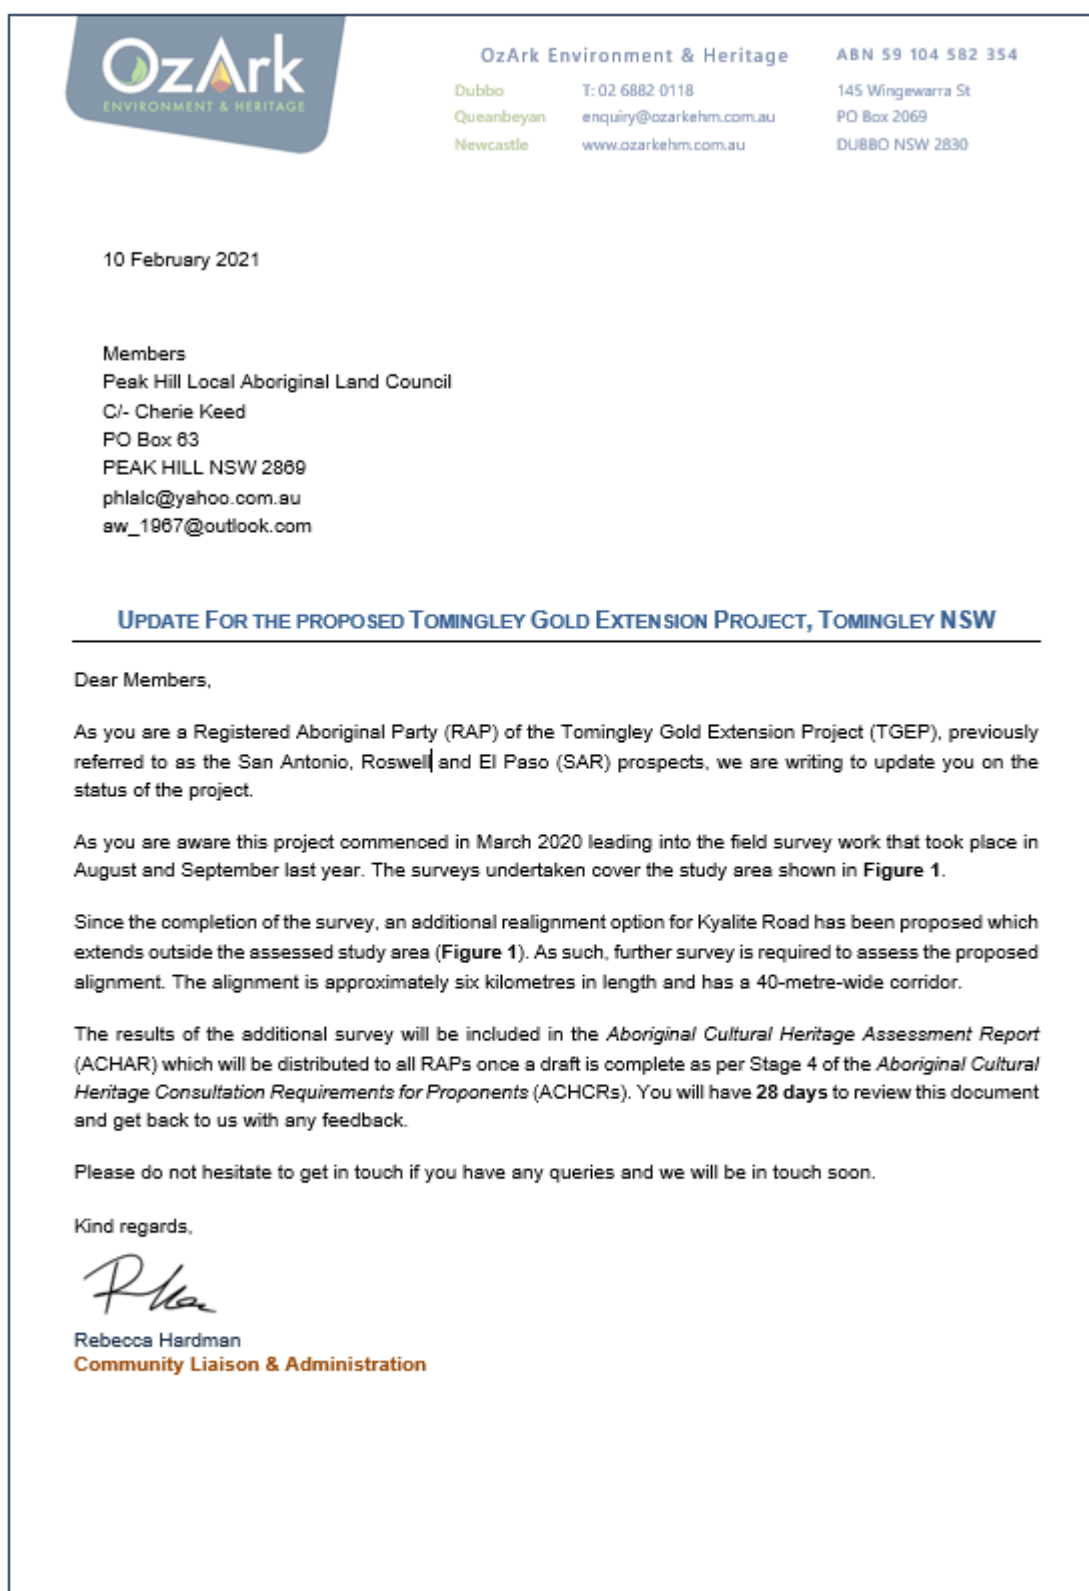 OzArk
ENVIRONMENT & HERITAGE
OzArk Environment & Heritage
ABN 59 104 582 354
Dubbo T: 02 6882 0118 145 Wingewarra St
Queanbeyan enquiry@ozarkehm.com.au PO Box 2069
Newcastle www.ozarkehm.com.au DUBBO NSW 2830
10 February 2021
Members
Peak Hill Local Aboriginal Land Council
C/- Cherie Keed
PO Box 63
PEAK HILL NSW 2869
phlalc@yahoo.com.au
aw_1967@outlook.com
UPDATE FOR THE PROPOSED TOMINGLEY GOLD EXTENSION PROJECT, TOMINGLEY NSW
Dear Members,
As you are a Registered Aboriginal Party (RAP) of the Tomingley Gold Extension Project (TGEP), previously
referred to as the San Antonio, Roswell and El Paso (SAR) prospects, we are writing to update you on the
status of the project.
As you are aware this project commenced in March 2020 leading into the field survey work that took place in
August and September last year. The surveys undertaken cover the study area shown in Figure 1.
Since the completion of the survey, an additional realignment option for Kyalite Road has been proposed which
extends outside the assessed study area (Figure 1). As such, further survey is required to assess the proposed
alignment. The alignment is approximately six kilometres in length and has a 40-metre-wide corridor.
The results of the additional survey will be included in the Aboriginal Cultural Heritage Assessment Report
(ACHAR) which will be distributed to all RAPs once a draft is complete as per Stage 4 of the Aboriginal Cultural
Heritage Consultation Requirements for Proponents (ACHCRs). You will have 28 days to review this document
and get back to us with any feedback.
Please do not hesitate to get in touch if you have any queries and we will be in touch soon.
Kind regards,
Rebecca Hardman
Community Liaison & Administration